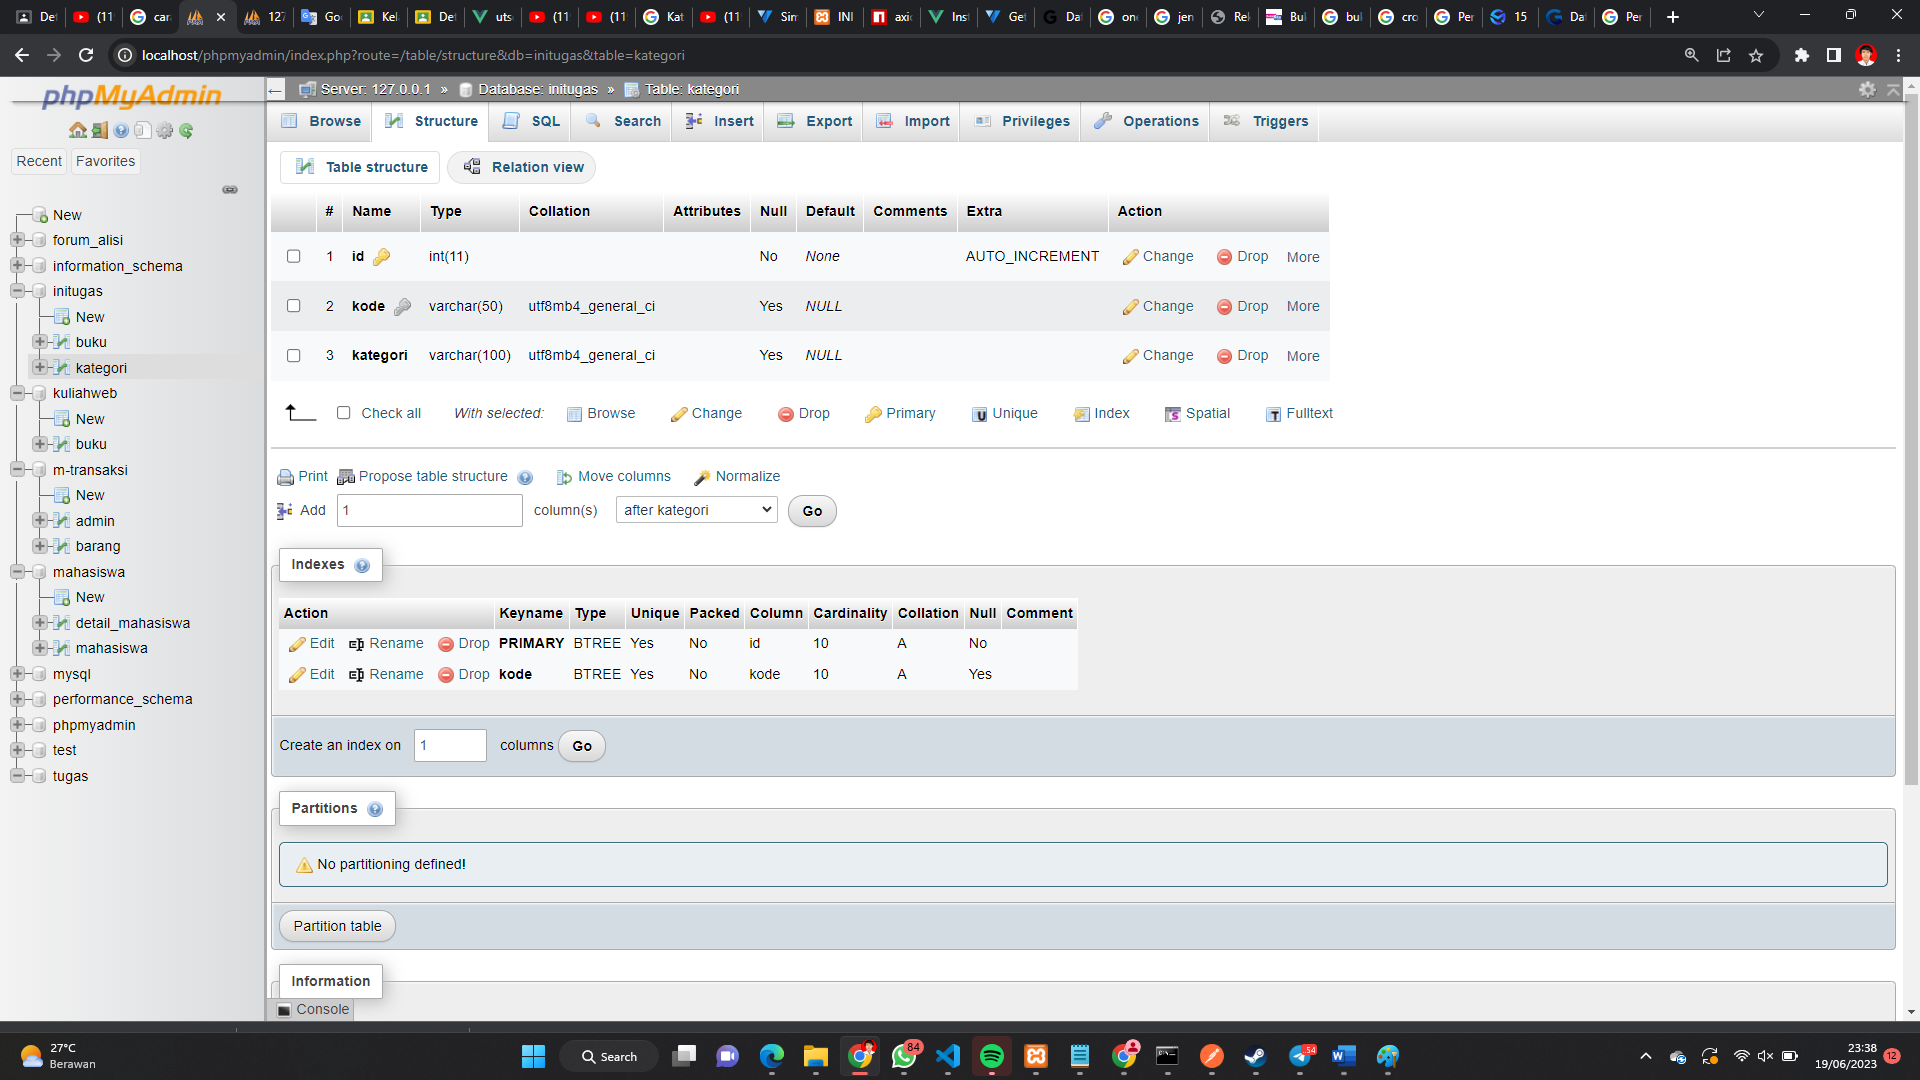 De
(11
car
127
Goo
Kela
Det
uts
(11
(11
Kat
(11
Sim
INI
axic
Inst
Get
Dat
one
jen
Rel
Bul
bul
cro
Per
15
Dat
Per
localhost/phpmyadmin/index.php?route=/table/structure&db=initugas&table=kategori
phpMyAdmin
Recent Favorites
New
forum_alisi
information_schema
initugas
New
buku
kategori
kuliahweb
New
buku
m-transaksi
New
admin
barang
mahasiswa
New
detail_mahasiswa
mahasiswa
mysql
performance_schema
phpmyadmin
test
tugas
Server: 127.0.0.1 » Database: initugas » Table: kategori
Browse Structure SQL Search Insert Export Import Privileges Operations Triggers
Table structure Relation view
# Name Type Collation Attributes Null Default Comments Extra Action
1 id int(11) No None AUTO_INCREMENT Change Drop More
2 kode varchar(50) utf8mb4_general_ci Yes NULL Change Drop More
3 kategori varchar(100) utf8mb4_general_ci Yes NULL Change Drop More
Check all With selected: Browse Change Drop Primary Unique Index Spatial Fulltext
Print Propose table structure Move columns Normalize
Add 1 column(s) after kategori Go
Indexes
Action Keyname Type Unique Packed Column Cardinality Collation Null Comment
Edit Rename Drop PRIMARY BTREE Yes No id 10 A No
Edit Rename Drop kode BTREE Yes No kode 10 A Yes
Create an index on 1 columns Go
Partitions
No partitioning defined!
Partition table
Information
Console
27°C
Berawan
Search
84
54
23:38
19/06/2023
12